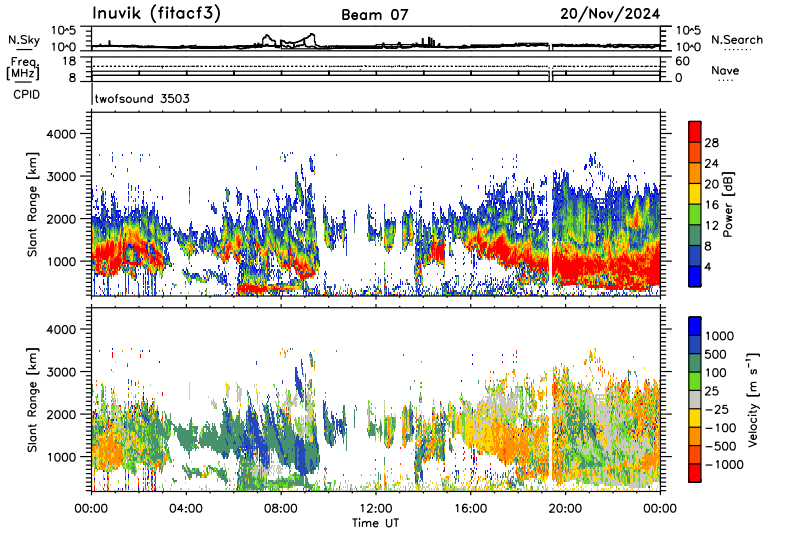 Inuvik (fitacf3) Beam 07 20/Nov/2024
N.Sky 10^5 10^0 10^5 10^0 N.Search
Freq. [MHz] 18 8 60 0 Nave
CPID twofsound 3503
Slant Range [km] 4000 3000 2000 1000
Power [dB] 28 24 20 16 12 8 4
Slant Range [km] 4000 3000 2000 1000
Velocity [m s^-1] 1000 500 100 25 -25 -100 -500 -1000
00:00 04:00 08:00 12:00 16:00 20:00 00:00
Time UT